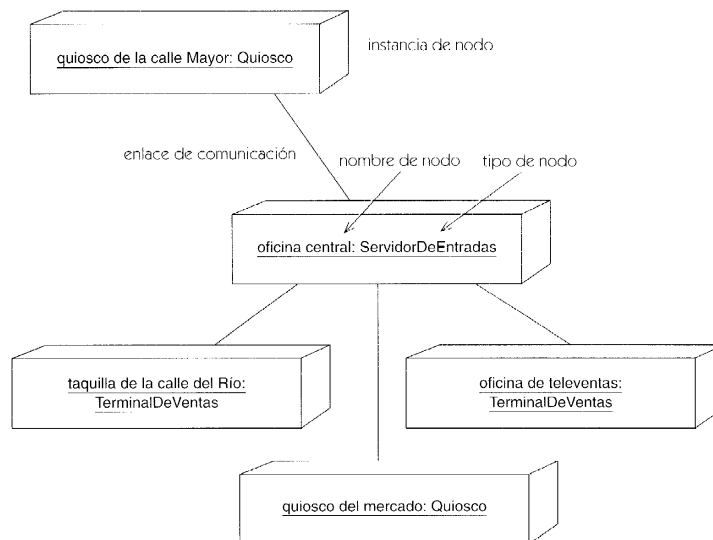 quiosco de la calle Mayor: Quiosco
instancia de nodo
enlace de comunicación
nombre de nodo
tipo de nodo
oficina central: ServidorDeEntradas
taquilla de la calle del Río:
TerminalDeVentas
oficina de televentas:
TerminalDeVentas
quiosco del mercado: Quiosco